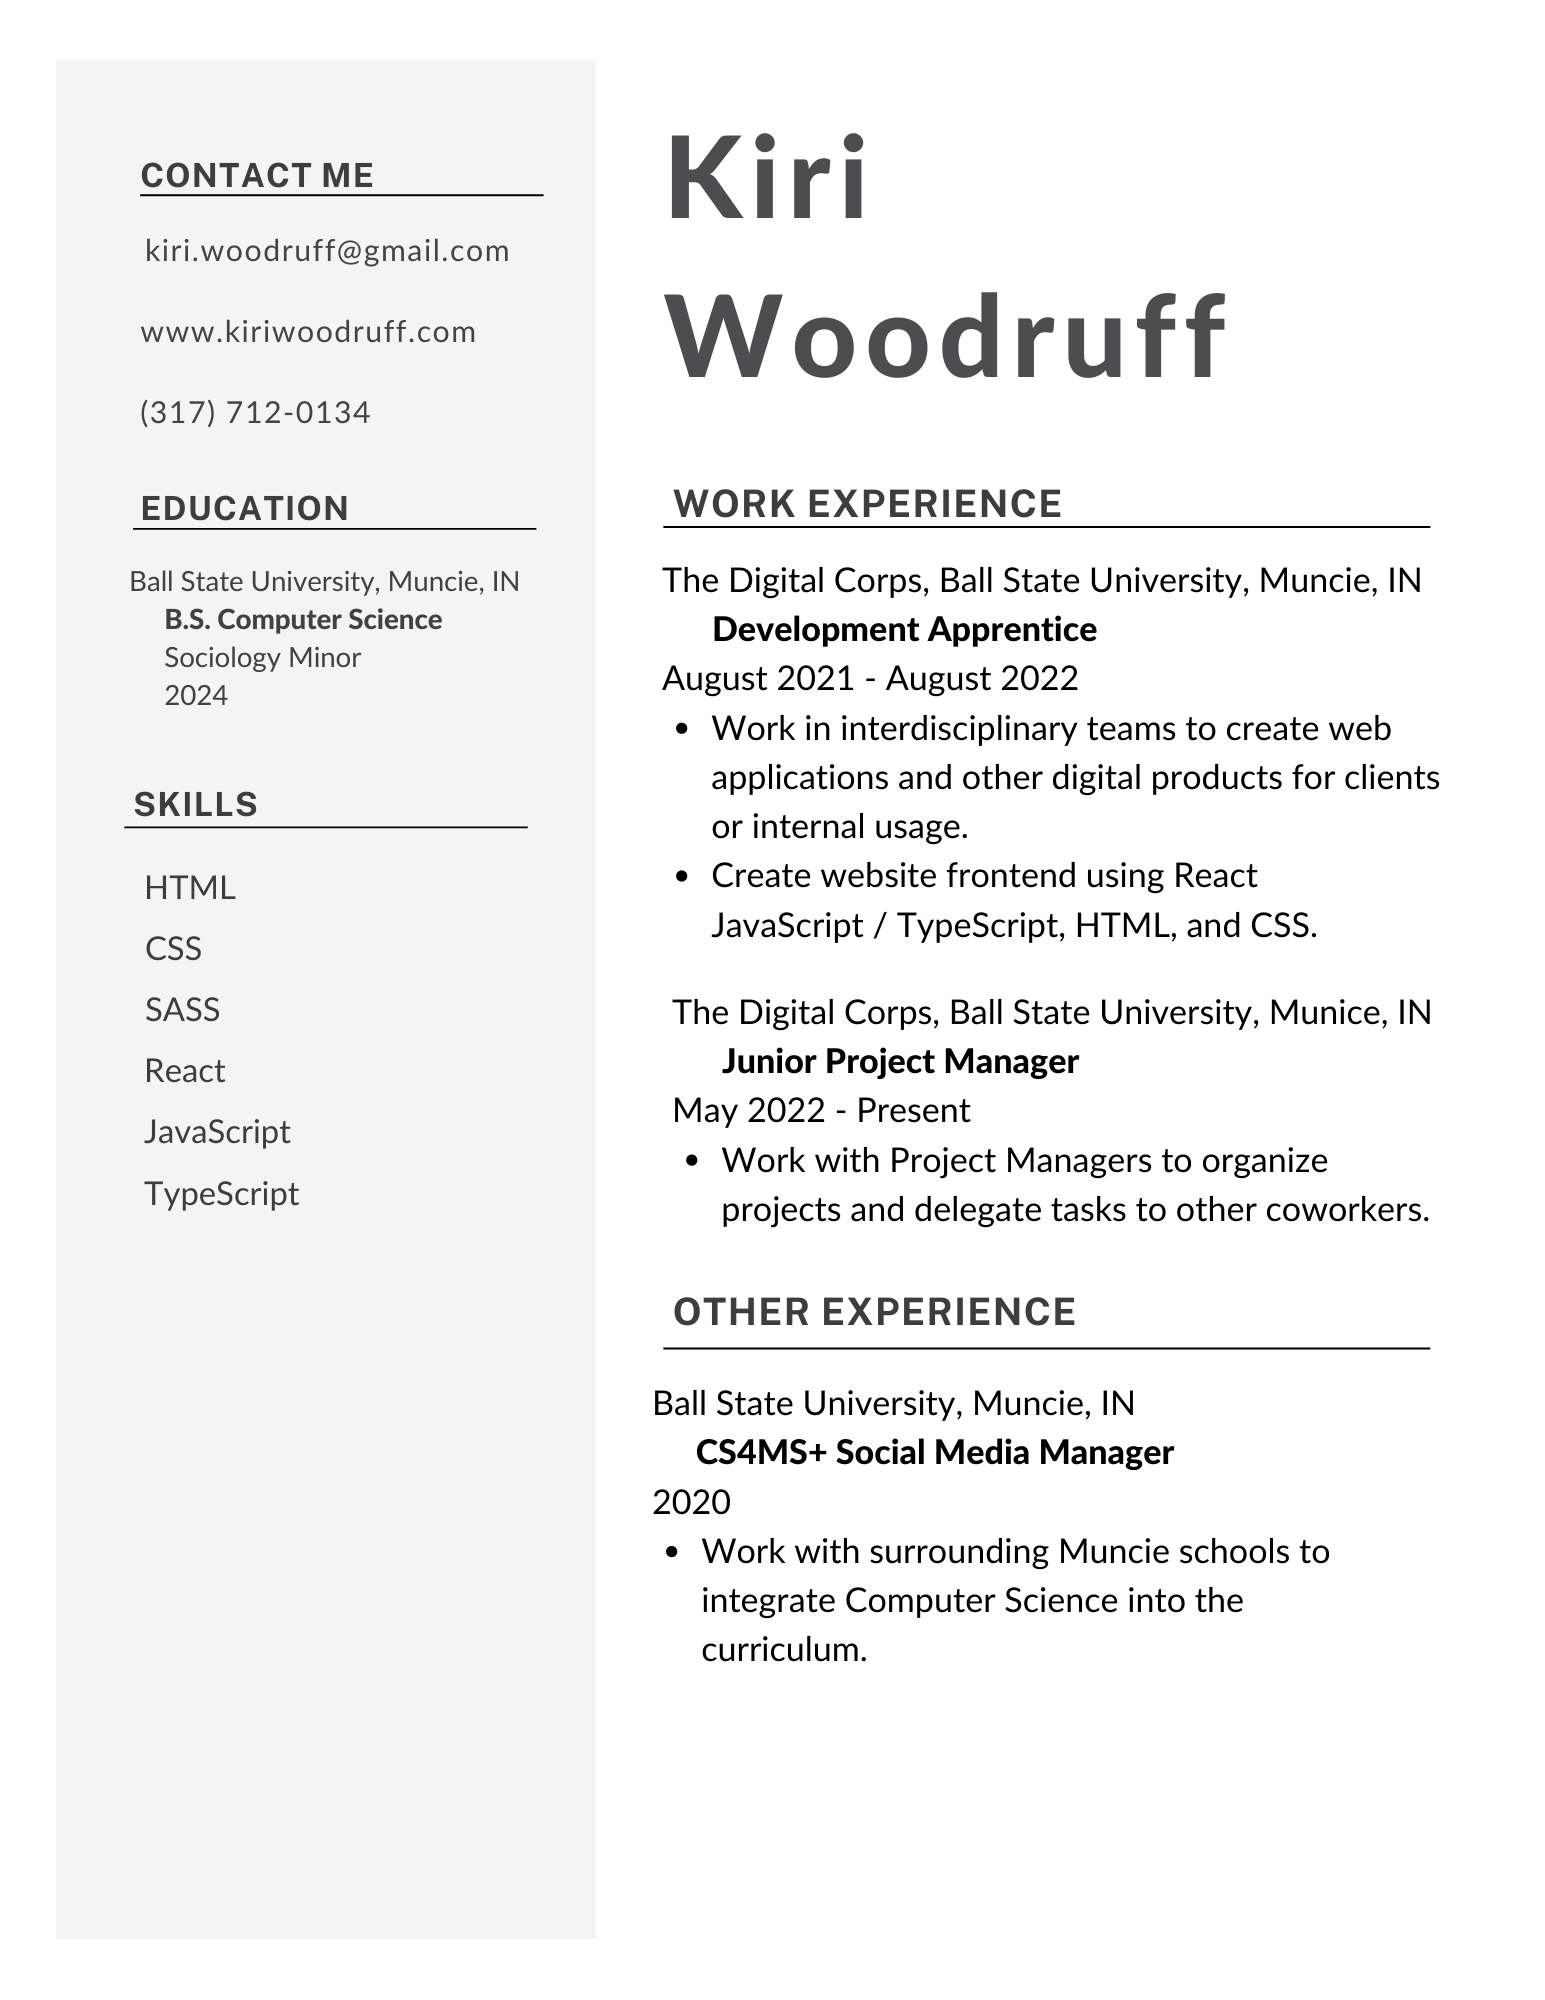 CONTACT ME
kiri.woodruff@gmail.com
www.kiriwoodruff.com
(317) 712-0134
EDUCATION
Ball State University, Muncie, IN
B.S. Computer Science
Sociology Minor
2024
SKILLS
HTML
CSS
SASS
React
JavaScript
TypeScript
Kiri
Woodruff
WORK EXPERIENCE
The Digital Corps, Ball State University, Muncie, IN
Development Apprentice
August 2021 - August 2022
• Work in interdisciplinary teams to create web
applications and other digital products for clients
or internal usage.
• Create website frontend using React
JavaScript / TypeScript, HTML, and CSS.
The Digital Corps, Ball State University, Munice, IN
Junior Project Manager
May 2022 - Present
• Work with Project Managers to organize
projects and delegate tasks to other coworkers.
OTHER EXPERIENCE
Ball State University, Muncie, IN
CS4MS+ Social Media Manager
2020
• Work with surrounding Muncie schools to
integrate Computer Science into the
curriculum.